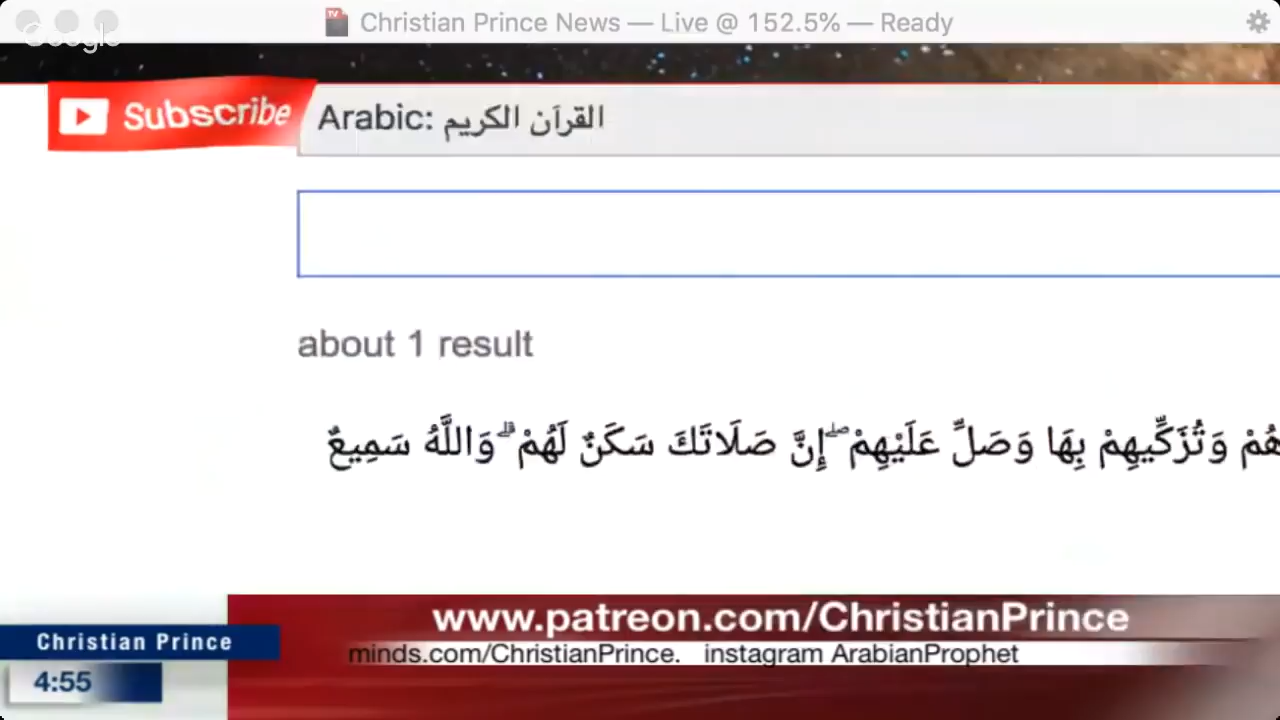 Christian Prince News — Live @ 152.5% — Ready
Google
Subscribe
Arabic: القرآن الكريم
about 1 result
وَتُزَكِّيهِمْ بِهَا وَصَلِّ عَلَيْهِمْ ۖ إِنَّ صَلَاتَكَ سَكَنٌ لَهُمْ ۗ وَاللَّهُ سَمِيعٌ
www.patreon.com/ChristianPrince
Christian Prince
minds.com/ChristianPrince. instagram ArabianProphet
4:55